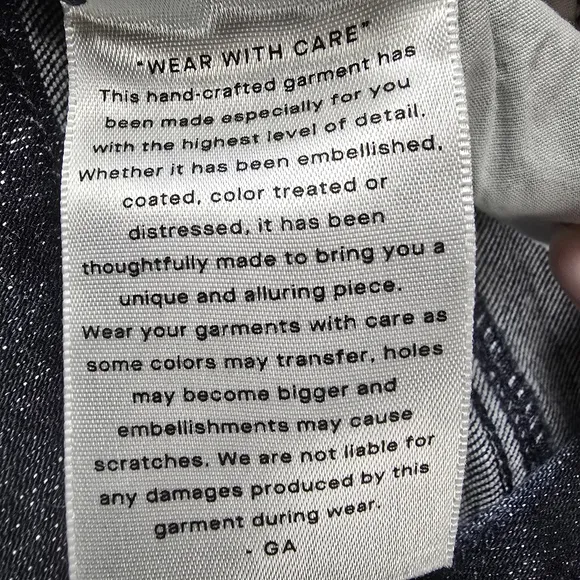 "WEAR WITH CARE"
This hand-crafted garment has
been made especially for you
with the highest level of detail.
Whether it has been embellished,
coated, color treated or
distressed, it has been
thoughtfully made to bring you a
unique and alluring piece.
Wear your garments with care as
some colors may transfer, holes
may become bigger and
embellishments may cause
scratches. We are not liable for
any damages produced by this
garment during wear.
- GA